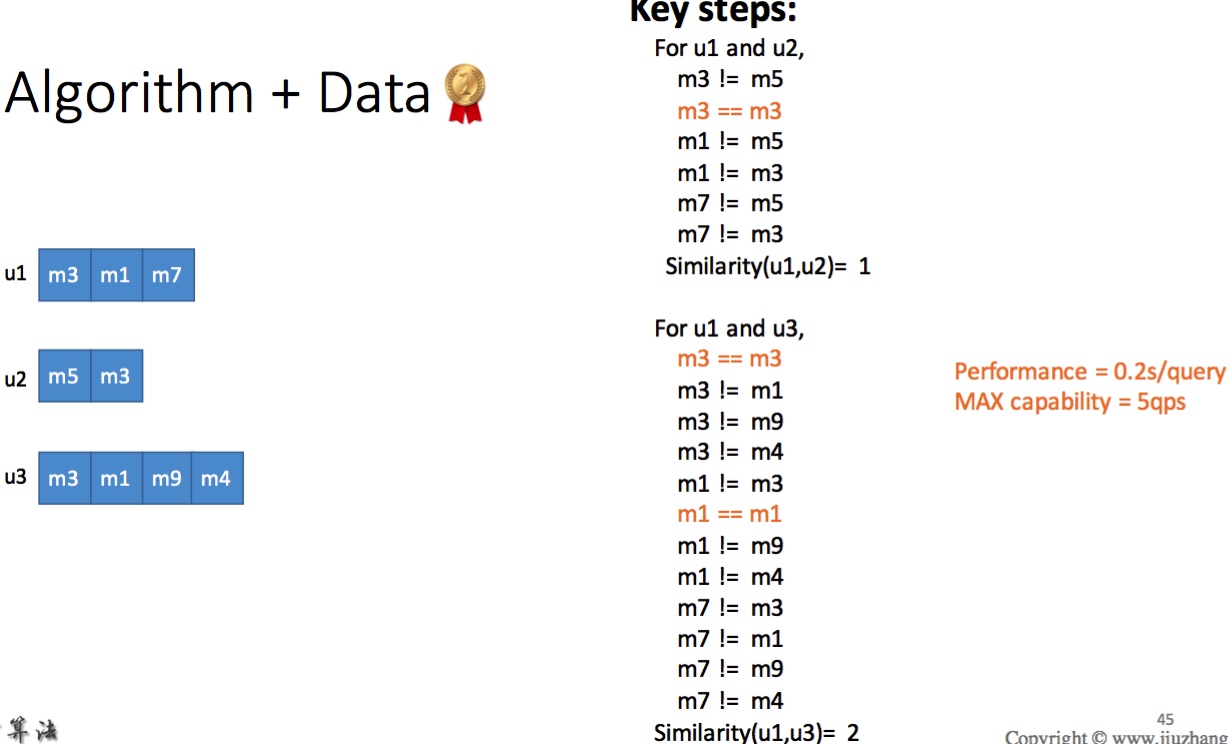 Key steps:
For u1 and u2,
m3 != m5
m3 == m3
m1 != m5
m1 != m3
m7 != m5
m7 != m3
Similarity(u1,u2)= 1
For u1 and u3,
m3 == m3
m3 != m1
m3 != m9
m3 != m4
m1 != m3
m1 == m1
m1 != m9
m1 != m4
m7 != m3
m7 != m1
m7 != m9
m7 != m4
Similarity(u1,u3)= 2
Algorithm + Data
1
u1 m3 m1 m7
u2 m5 m3
u3 m3 m1 m9 m4
Performance = 0.2s/query
MAX capability = 5qps
算法
45
Copyright © www.jiuzhang